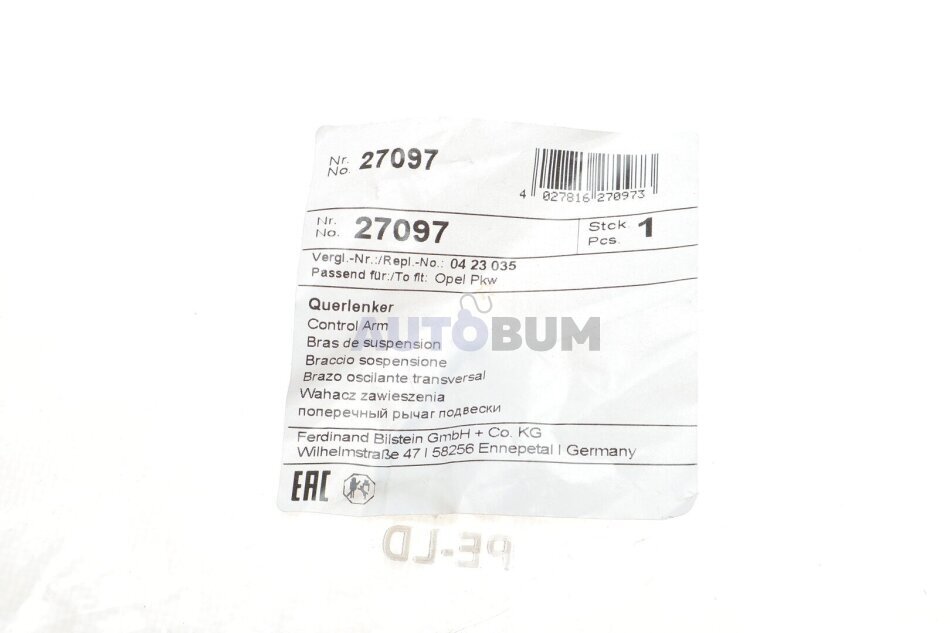 Nr.
No. 27097
4 027816 270973
Nr.
No. 27097
Stck
Pcs. 1
Vergl.-Nr.:/Repl.-No.: 04 23 035
Passend für:/To fit: Opel Pkw
Querlenker
Control Arm
AUTOBUM
Bras de suspension
Braccio sospensione
Brazo oscilante transversal
Wahacz zawieszenia
поперечный рычаг подвески
Ferdinand Bilstein GmbH + Co. KG
Wilhelmstraße 47 | 58256 Ennepetal | Germany
EAC
PE-LD